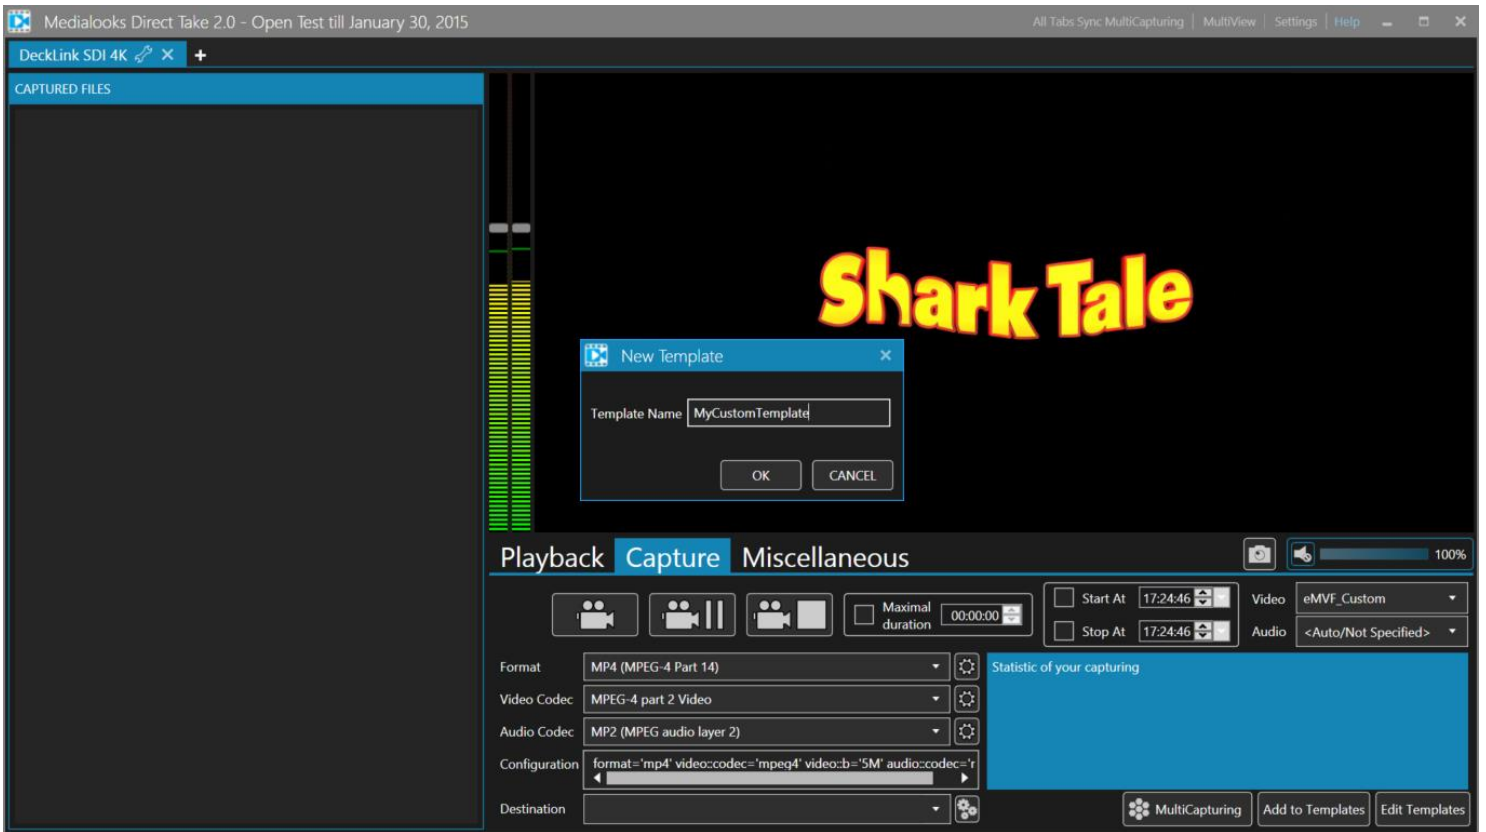 Medialooks Direct Take 2.0 - Open Test till January 30, 2015
All Tabs Sync MultiCapturing | MultiView | Settings | Help
DeckLink SDI 4K
CAPTURED FILES
Shark Tale
New Template
Template Name MyCustomTemplate
OK CANCEL
Playback Capture Miscellaneous
100%
Maximal duration 00:00:00
Start At 17:24:46
Stop At 17:24:46
Video eMVF_Custom
Audio <Auto/Not Specified>
Format MP4 (MPEG-4 Part 14)
Video Codec MPEG-4 part 2 Video
Audio Codec MP2 (MPEG audio layer 2)
Configuration format='mp4' video::codec='mpeg4' video::b='5M' audio::codec='r
Destination
Statistic of your capturing
MultiCapturing Add to Templates Edit Templates